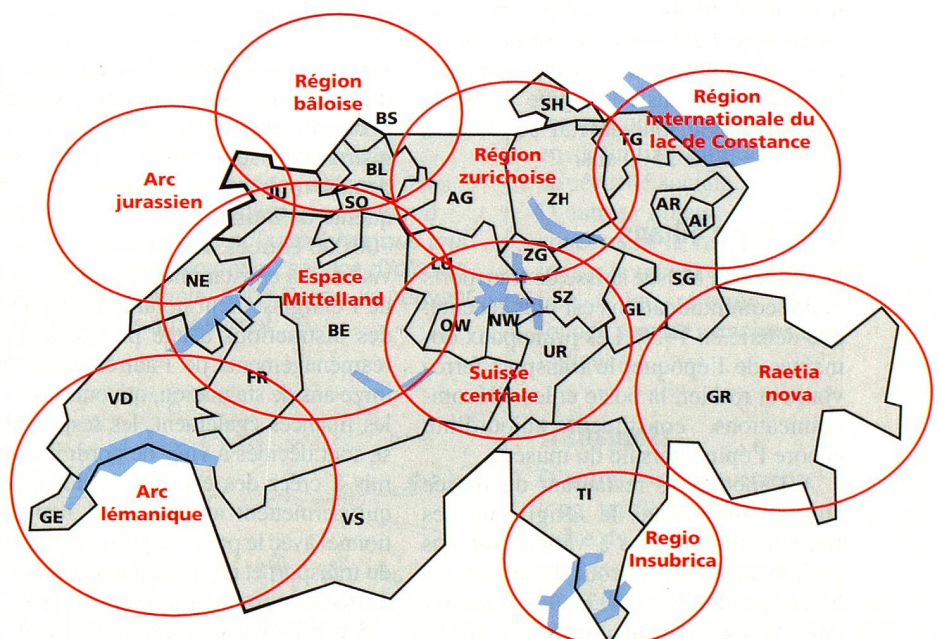 Région
bâloise
BS
SH
Région
internationale du
lac de Constance
TG
Arc
jurassien
JU
BL
SO
AG
Région
zurichoise
ZH
AR
AI
NE
Espace
Mittelland
BE
LU
ZG
SZ
SG
GL
OW
NW
UR
Suisse
centrale
VD
FR
GR
Raetia
nova
GE
Arc
lémanique
VS
TI
Regio
Insubrica